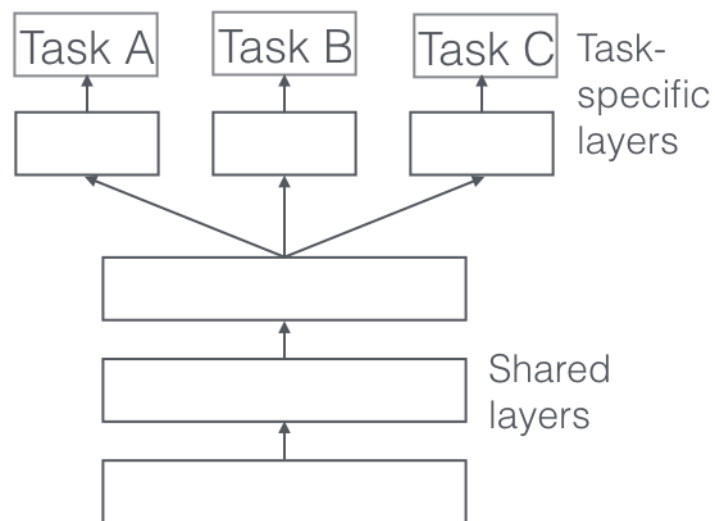 Task A
Task B
Task C
Task-
specific
layers
Shared
layers